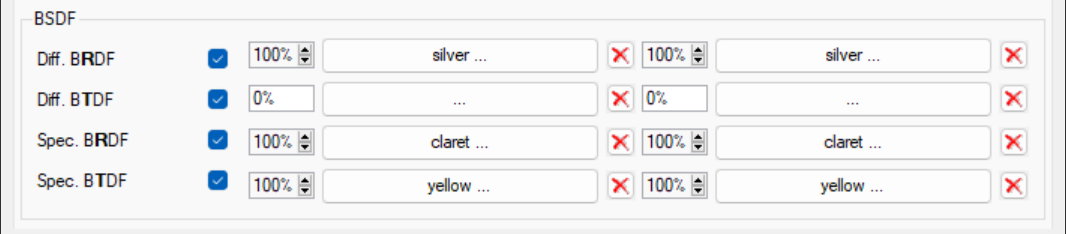 BSDF
Diff. BRDF 100% silver ... 100% silver ...
Diff. BTDF 0% ... 0% ...
Spec. BRDF 100% claret ... 100% claret ...
Spec. BTDF 100% yellow ... 100% yellow ...